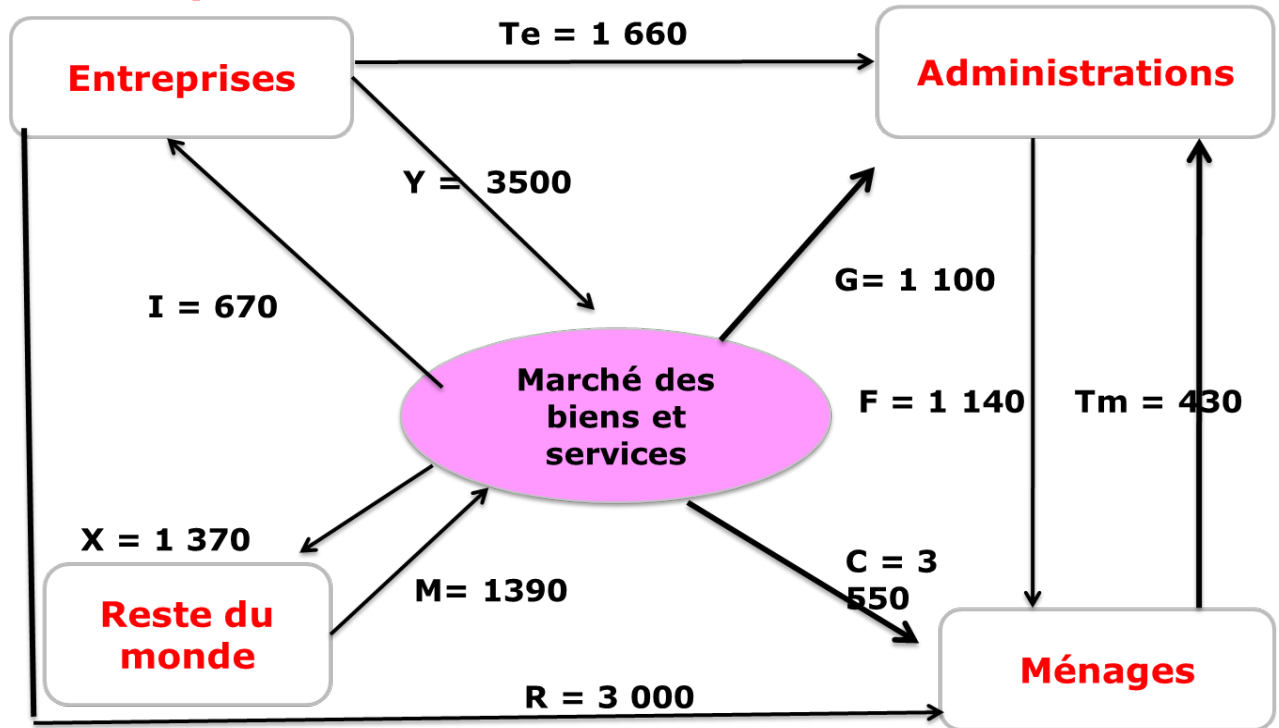 Te = 1 660
Entreprises
Administrations
Y = 3500
G= 1 100
I = 670
Marché des
biens et
services
F = 1 140
Tm = 430
X = 1 370
C = 3
550
M= 1390
Reste du
monde
Ménages
R = 3 000